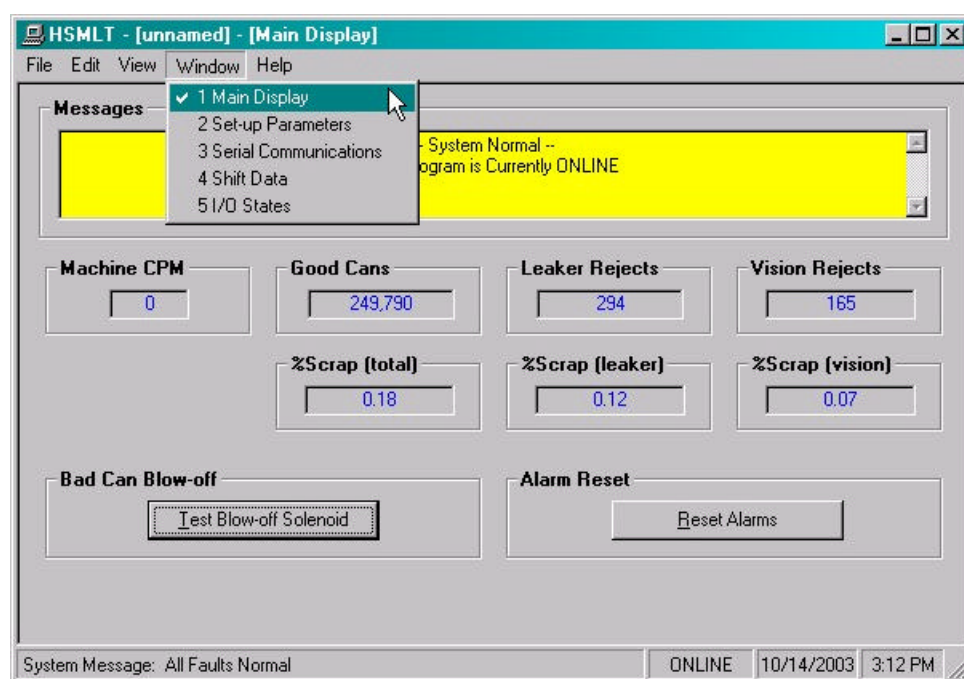 HSMLT - [unnamed] - [Main Display]
File Edit View Window Help
✔ 1 Main Display
2 Set-up Parameters
3 Serial Communications
4 Shift Data
5 I/O States
Messages
- System Normal --
ogram is Currently ONLINE
Machine CPM
0
Good Cans
249,790
Leaker Rejects
294
Vision Rejects
165
%Scrap (total)
0.18
%Scrap (leaker)
0.12
%Scrap (vision)
0.07
Bad Can Blow-off
Test Blow-off Solenoid
Alarm Reset
Reset Alarms
System Message: All Faults Normal
ONLINE
10/14/2003
3:12 PM